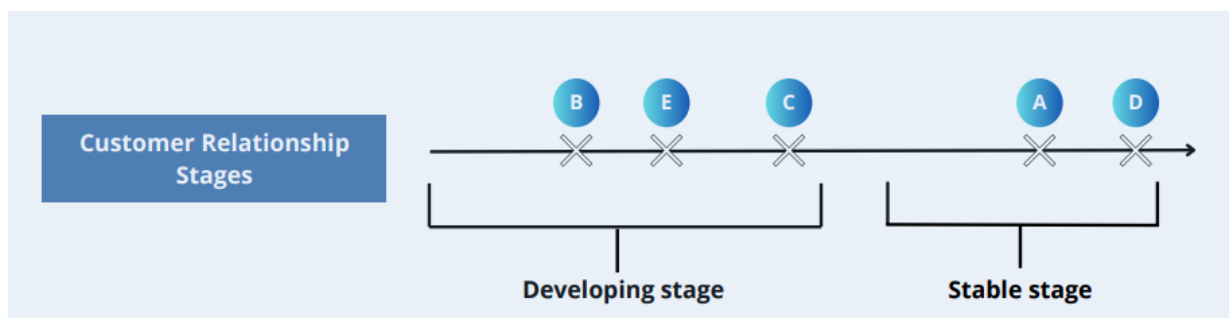 B
E
C
A
D
Customer Relationship
Stages
Developing stage
Stable stage